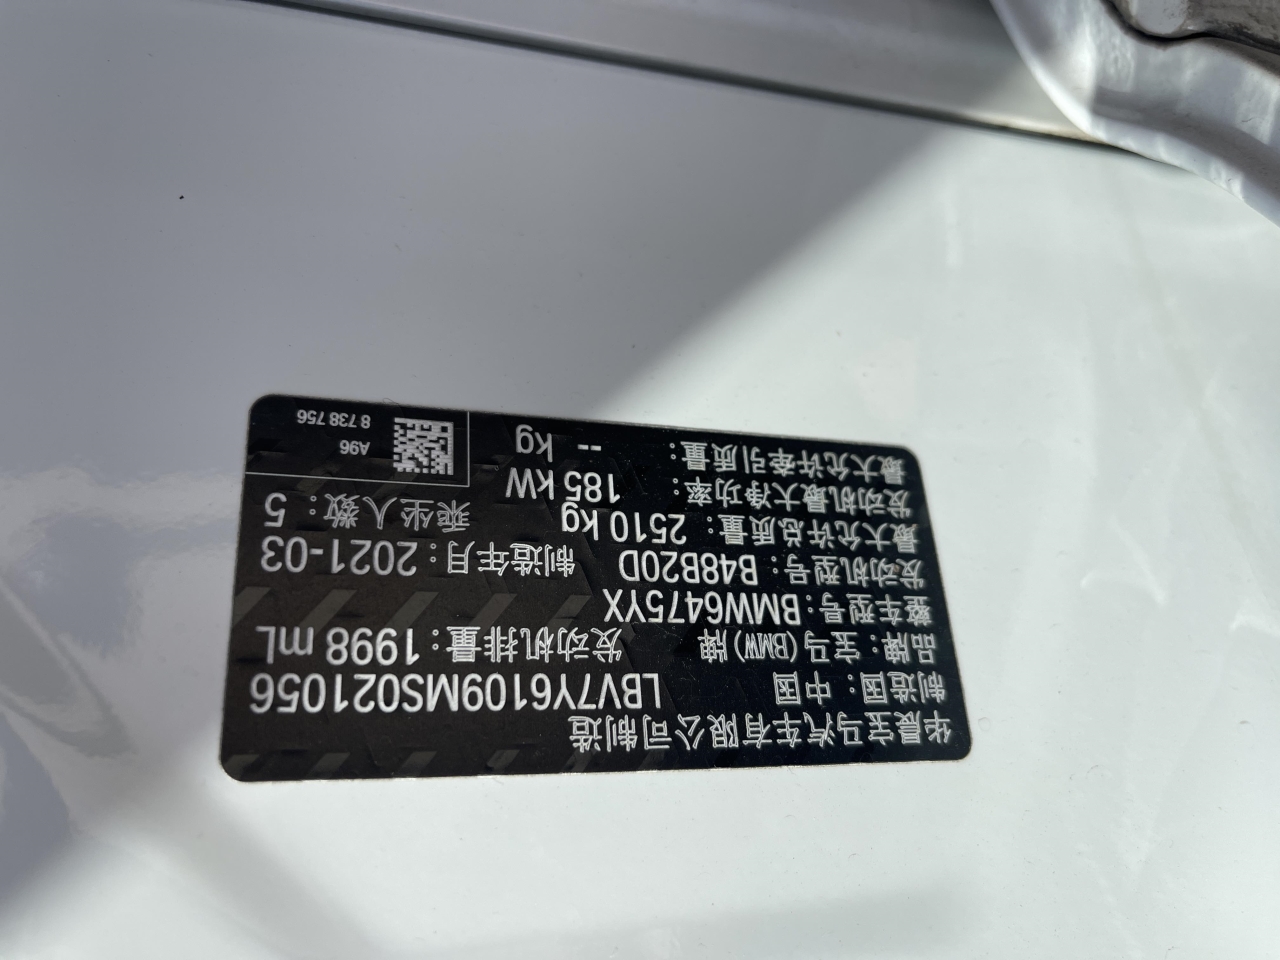 华晨宝马汽车有限公司制造
制造国：中国 LBV7Y6109MS021056
品牌：宝马(BMW)牌 发动机排量：1998 mL
整车型号：BMW6475YX
发动机型号：B48B20D 制造年月：2021-03
最大允许总质量：2510 kg 乘坐人数：5
发动机最大净功率：185 kW
最大允许牵引质量：-- kg
A96
8 738 756